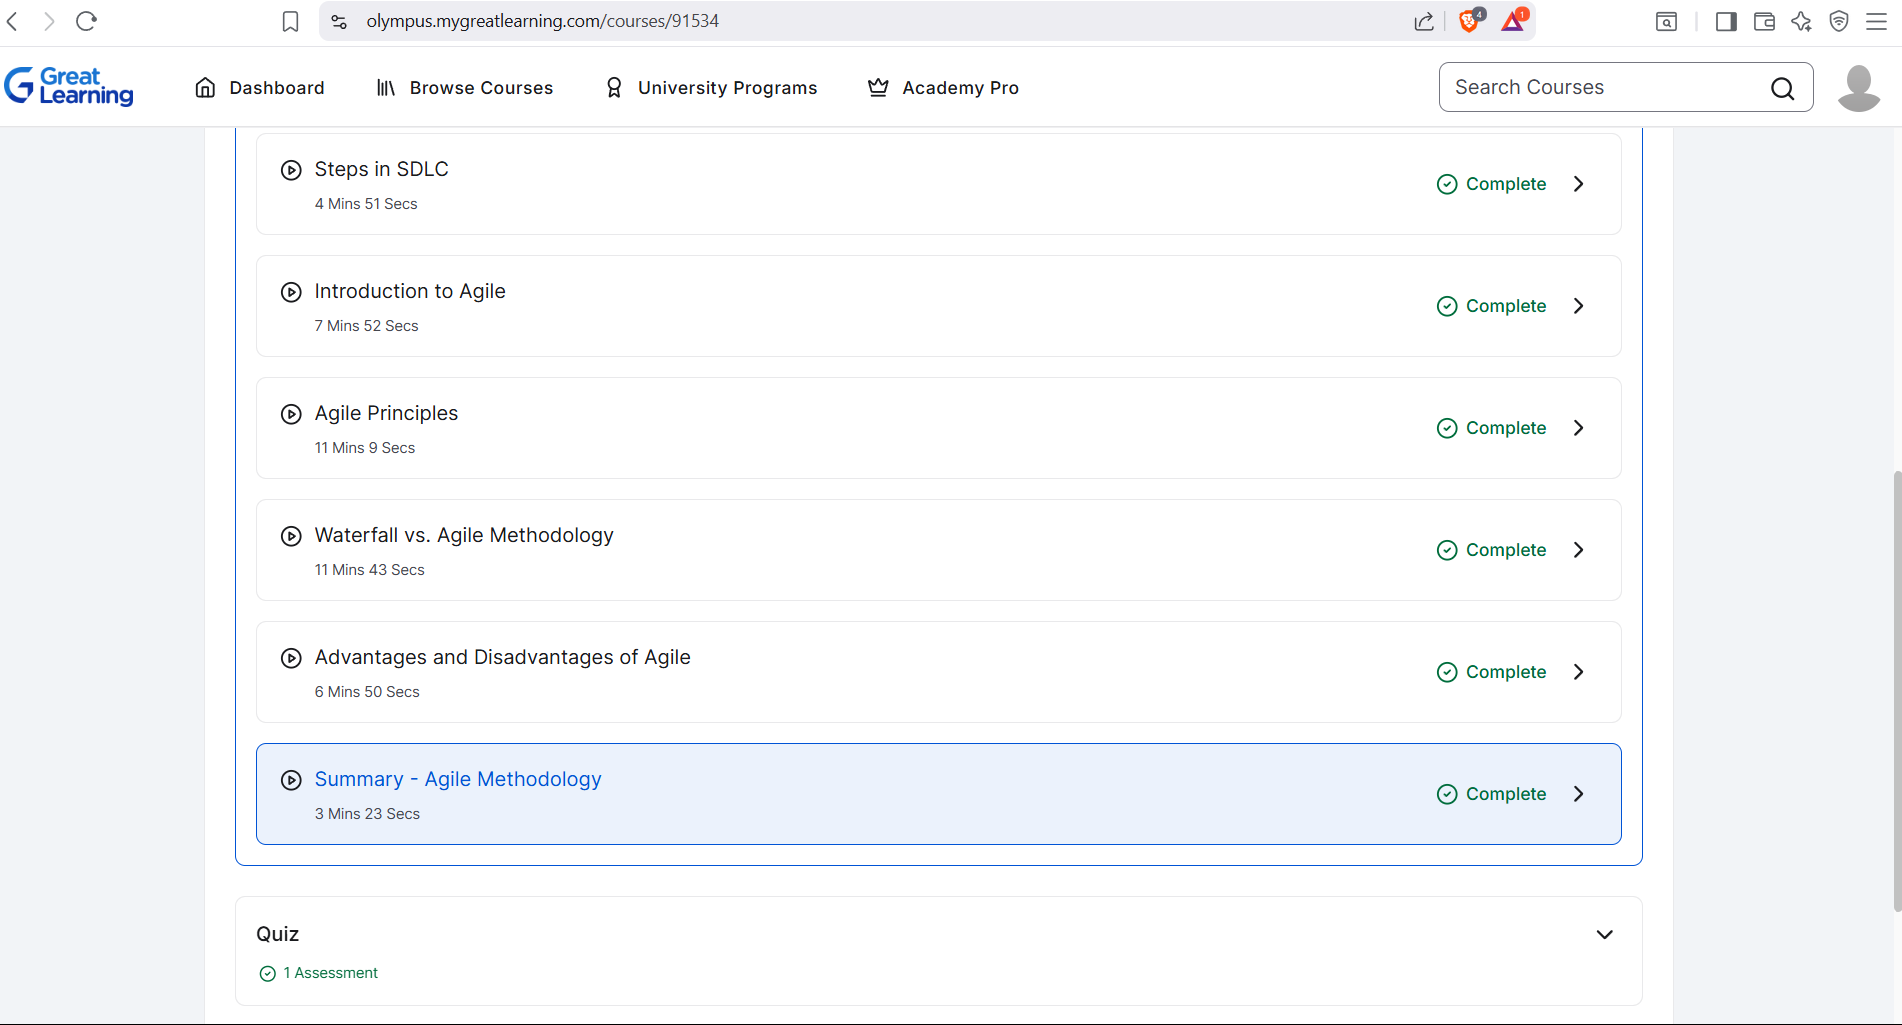 olympus.mygreatlearning.com/courses/91534
4
1
Great Learning
Dashboard
Browse Courses
University Programs
Academy Pro
Search Courses
Steps in SDLC
4 Mins 51 Secs
Complete
Introduction to Agile
7 Mins 52 Secs
Complete
Agile Principles
11 Mins 9 Secs
Complete
Waterfall vs. Agile Methodology
11 Mins 43 Secs
Complete
Advantages and Disadvantages of Agile
6 Mins 50 Secs
Complete
Summary - Agile Methodology
3 Mins 23 Secs
Complete
Quiz
1 Assessment